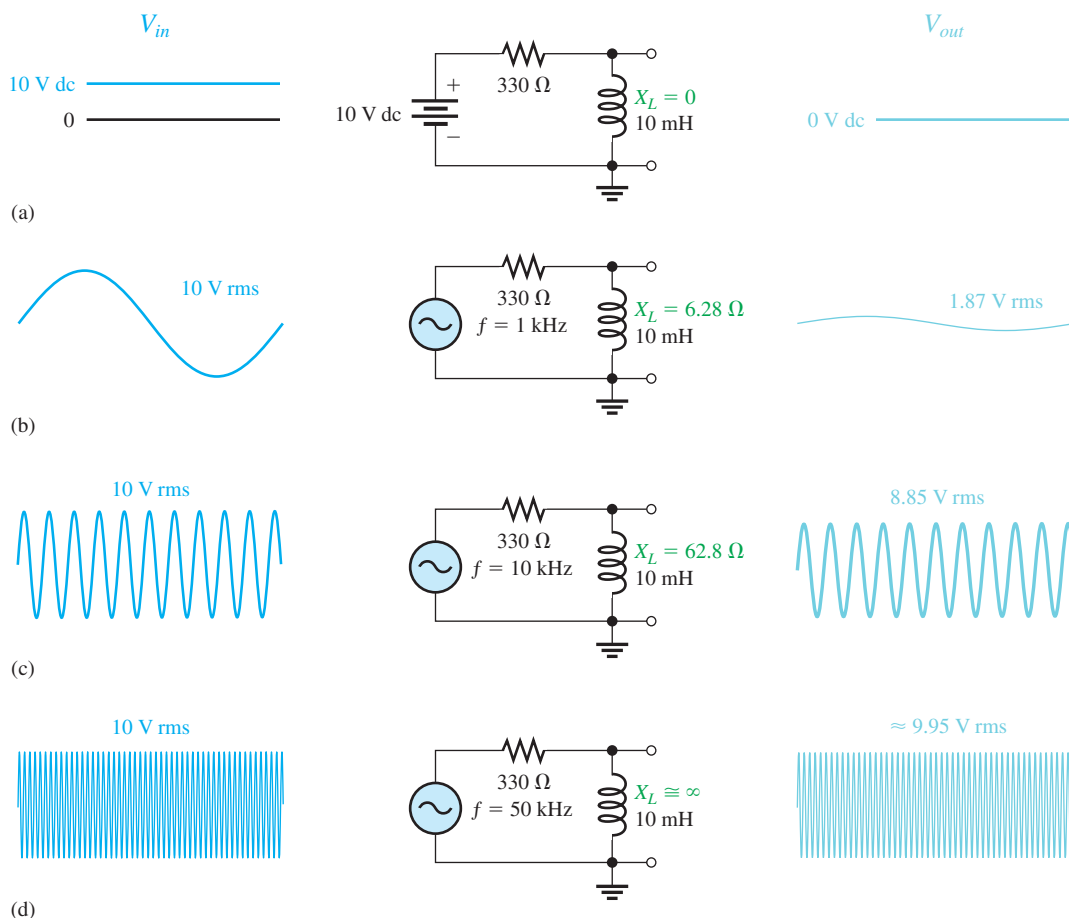 V_in
V_out
10 V dc
0
+
−
10 V dc
330 Ω
X_L = 0
10 mH
0 V dc
(a)
10 V rms
330 Ω
f = 1 kHz
X_L = 6.28 Ω
10 mH
1.87 V rms
(b)
10 V rms
330 Ω
f = 10 kHz
X_L = 62.8 Ω
10 mH
8.85 V rms
(c)
10 V rms
330 Ω
f = 50 kHz
X_L ≅ ∞
10 mH
≈ 9.95 V rms
(d)